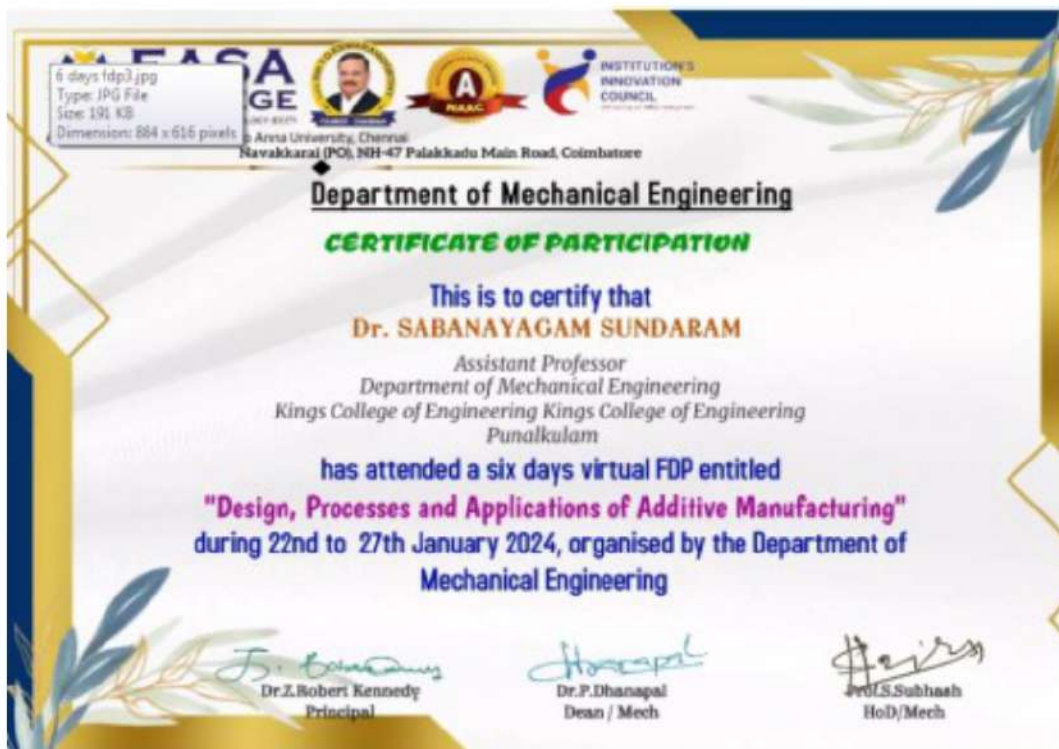 EASA
6 days fdp3.jpg
Type: JPG File
Size: 191 KB
Dimension: 884 x 616 pixels
GE
A
NAAC
INSTITUTION'S
INNOVATION
COUNCIL
Anna University, Chennai
Navakkarai (PO), NH-47 Palakkadu Main Road, Coimbatore
Department of Mechanical Engineering
CERTIFICATE OF PARTICIPATION
This is to certify that
Dr. SABANAYAGAM SUNDARAM
Assistant Professor
Department of Mechanical Engineering
Kings College of Engineering Kings College of Engineering
Punalkulam
has attended a six days virtual FDP entitled
"Design, Processes and Applications of Additive Manufacturing"
during 22nd to 27th January 2024, organised by the Department of
Mechanical Engineering
Dr.Z.Robert Kennedy
Principal
Dr.P.Dhanapal
Dean / Mech
Prof.S.Subhash
HoD/Mech